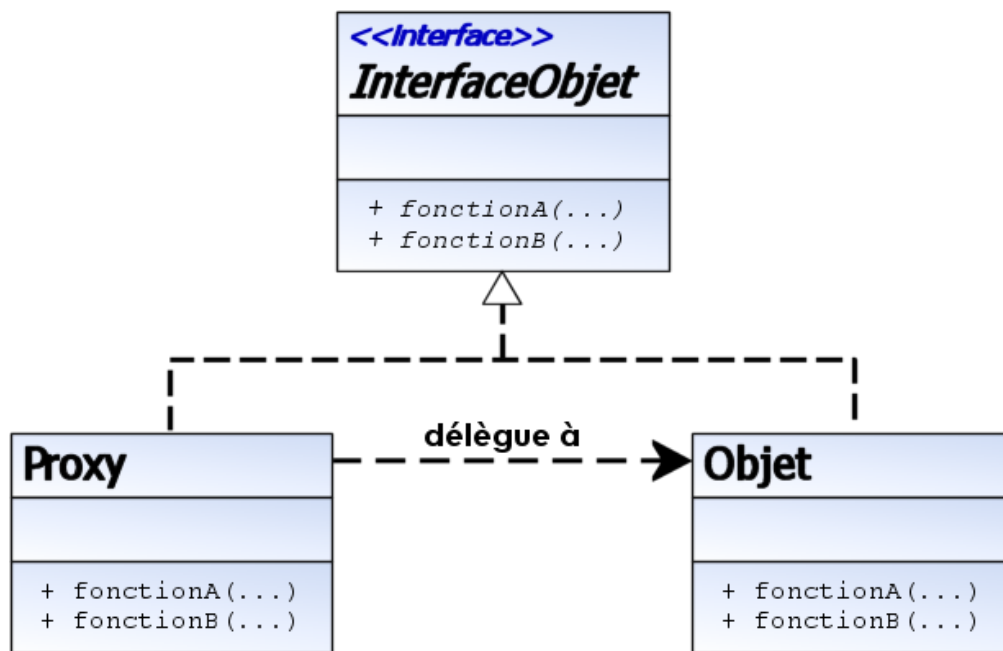 <<Interface>>
InterfaceObjet
+ fonctionA(...)
+ fonctionB(...)
délègue à
Proxy
Objet
+ fonctionA(...)
+ fonctionB(...)
+ fonctionA(...)
+ fonctionB(...)